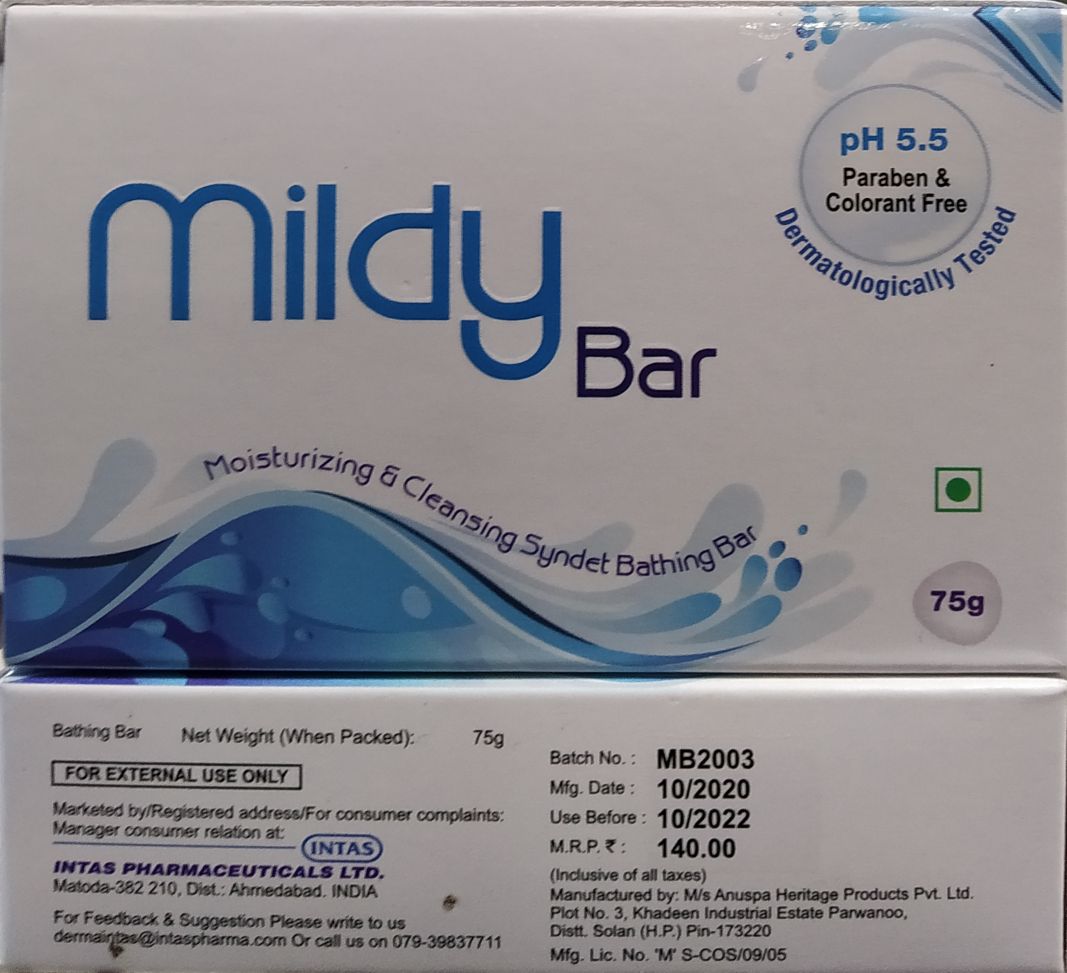 pH 5.5
Paraben &
Colorant Free
Dermatologically Tested
mildy
Bar
Moisturizing & Cleansing Syndet Bathing Bar
75g
Bathing Bar Net Weight (When Packed): 75g
FOR EXTERNAL USE ONLY
Marketed by/Registered address/For consumer complaints:
Manager consumer relation at:
INTAS
INTAS PHARMACEUTICALS LTD.
Matoda-382 210, Dist.: Ahmedabad. INDIA
For Feedback & Suggestion Please write to us
dermaintas@intaspharma.com Or call us on 079-39837711
Batch No. : MB2003
Mfg. Date : 10/2020
Use Before : 10/2022
M.R.P. ₹ : 140.00
(Inclusive of all taxes)
Manufactured by: M/s Anuspa Heritage Products Pvt. Ltd.
Plot No. 3, Khadeen Industrial Estate Parwanoo,
Distt. Solan (H.P.) Pin-173220
Mfg. Lic. No. 'M' S-COS/09/05